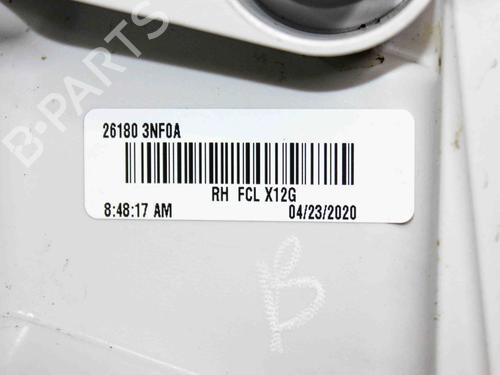 B-PARTS
26180 3NF0A
RH FCL X12G
8:48:17 AM 04/23/2020
B